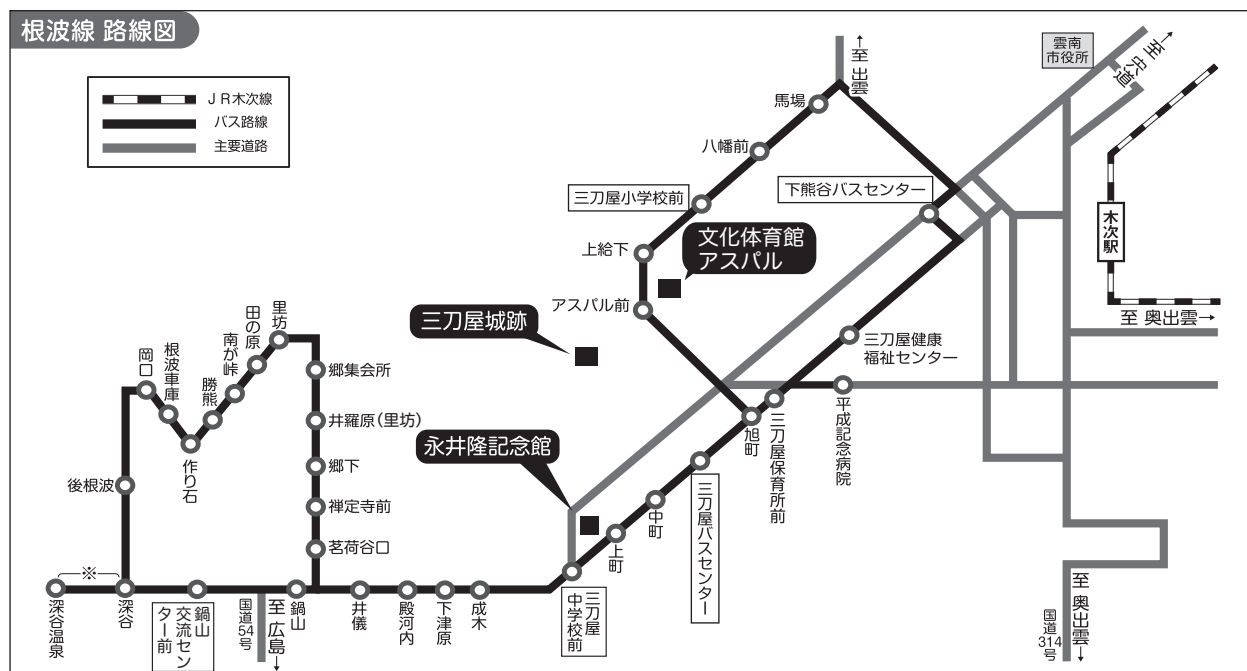 根波線 路線図
JR木次線
バス路線
主要道路
←至 出雲
雲南
市役所
至 宍道→
馬場
八幡前
三刀屋小学校前
下熊谷バスセンター
木次駅
文化体育館
アスパル
上給下
アスパル前
至 奥出雲→
三刀屋城跡
三刀屋健康
福祉センター
里坊
田の原
南が峠
勝熊
作り石
根波車庫
岡口
郷集会所
井羅原(里坊)
郷下
禅定寺前
茗荷谷口
後根波
永井隆記念館
平成記念病院
三刀屋保育所前
旭町
三刀屋バスセンター
中町
上町
三刀屋
中学校前
成木
下津原
殿河内
井儀
鍋山
至 広島→
国道54号
鍋山
交流セン
ター前
深谷
※
深谷温泉
至 奥出雲→
国道314号